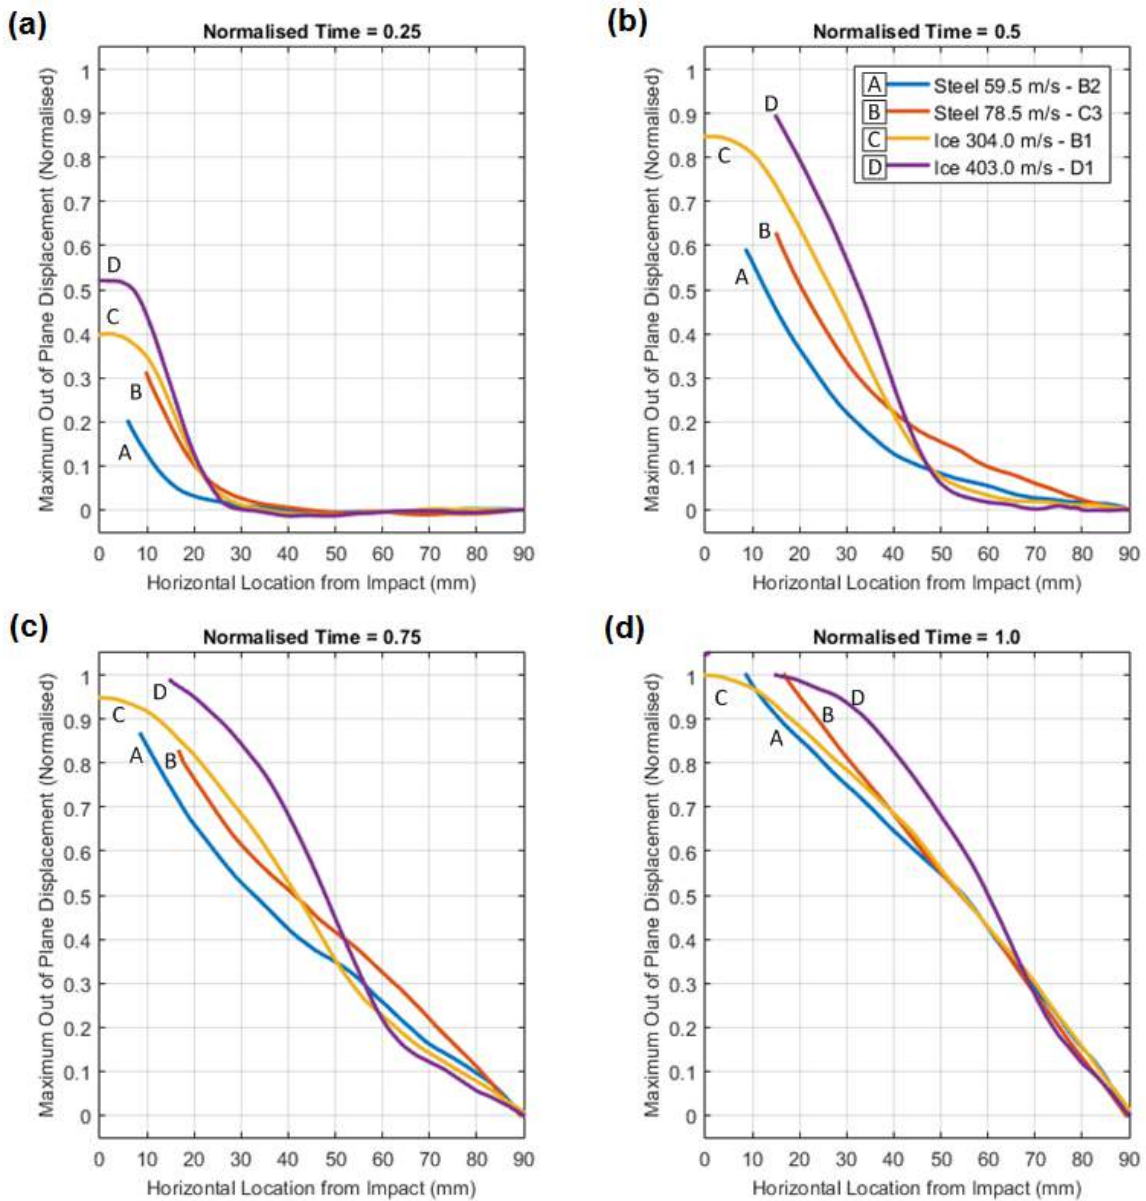 (a)
Normalised Time = 0.25
Maximum Out of Plane Displacement (Normalised)
1
0.9
0.8
0.7
0.6
0.5
0.4
0.3
0.2
0.1
0
D
C
B
A
0 10 20 30 40 50 60 70 80 90
Horizontal Location from Impact (mm)
(b)
Normalised Time = 0.5
Maximum Out of Plane Displacement (Normalised)
1
0.9
0.8
0.7
0.6
0.5
0.4
0.3
0.2
0.1
0
A Steel 59.5 m/s - B2
B Steel 78.5 m/s - C3
C Ice 304.0 m/s - B1
D Ice 403.0 m/s - D1
D
C
B
A
0 10 20 30 40 50 60 70 80 90
Horizontal Location from Impact (mm)
(c)
Normalised Time = 0.75
Maximum Out of Plane Displacement (Normalised)
1
0.9
0.8
0.7
0.6
0.5
0.4
0.3
0.2
0.1
0
D
C
A
B
0 10 20 30 40 50 60 70 80 90
Horizontal Location from Impact (mm)
(d)
Normalised Time = 1.0
Maximum Out of Plane Displacement (Normalised)
1
0.9
0.8
0.7
0.6
0.5
0.4
0.3
0.2
0.1
0
C
D
B
A
0 10 20 30 40 50 60 70 80 90
Horizontal Location from Impact (mm)